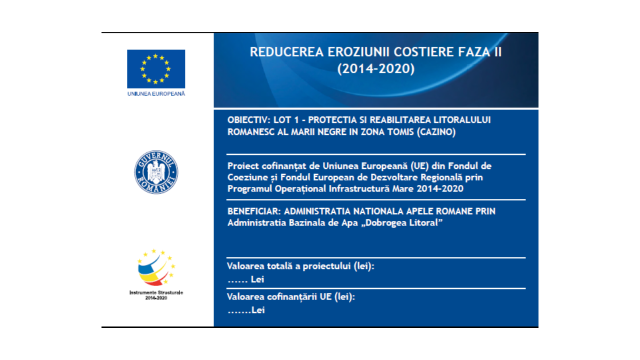 REDUCEREA EROZIUNII COSTIERE FAZA II
(2014-2020)
UNIUNEA EUROPEANĂ
OBIECTIV: LOT 1 - PROTECTIA SI REABILITAREA LITORALULUI
ROMANESC AL MARII NEGRE IN ZONA TOMIS (CAZINO)
GUVERNUL ROMÂNIEI
Proiect cofinanțat de Uniunea Europeană (UE) din Fondul de
Coeziune și Fondul European de Dezvoltare Regională prin
Programul Operațional Infrastructură Mare 2014-2020
BENEFICIAR: ADMINISTRATIA NATIONALA APELE ROMANE PRIN
Administratia Bazinala de Apa „Dobrogea Litoral”
Instrumente Structurale
2014-2020
Valoarea totală a proiectului (lei):
...... Lei
Valoarea cofinanțării UE (lei):
.......Lei